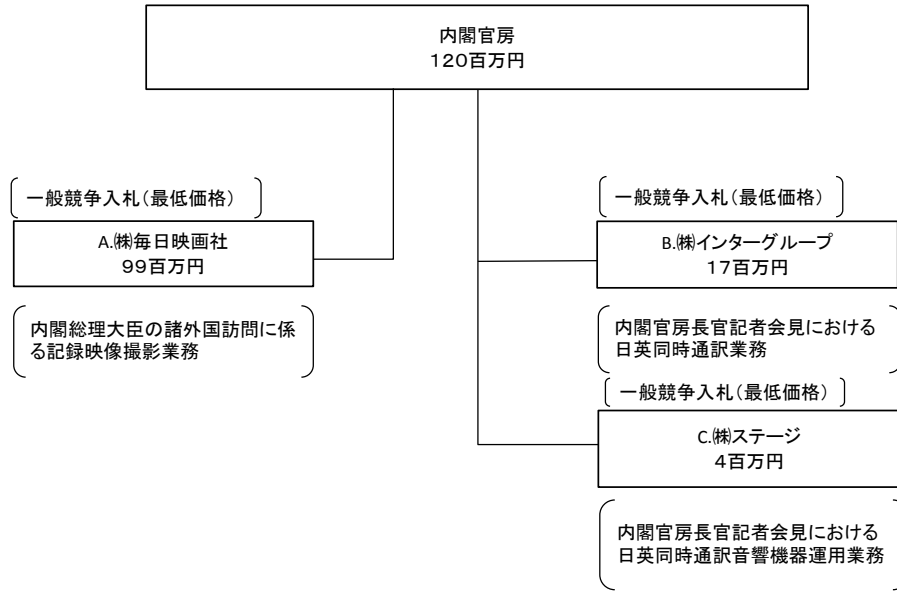 内閣官房
120百万円
一般競争入札(最低価格)
A.㈱毎日映画社
99百万円
内閣総理大臣の諸外国訪問に係
る記録映像撮影業務
一般競争入札(最低価格)
B.㈱インターグループ
17百万円
内閣官房長官記者会見における
日英同時通訳業務
一般競争入札(最低価格)
C.㈱ステージ
4百万円
内閣官房長官記者会見における
日英同時通訳音響機器運用業務